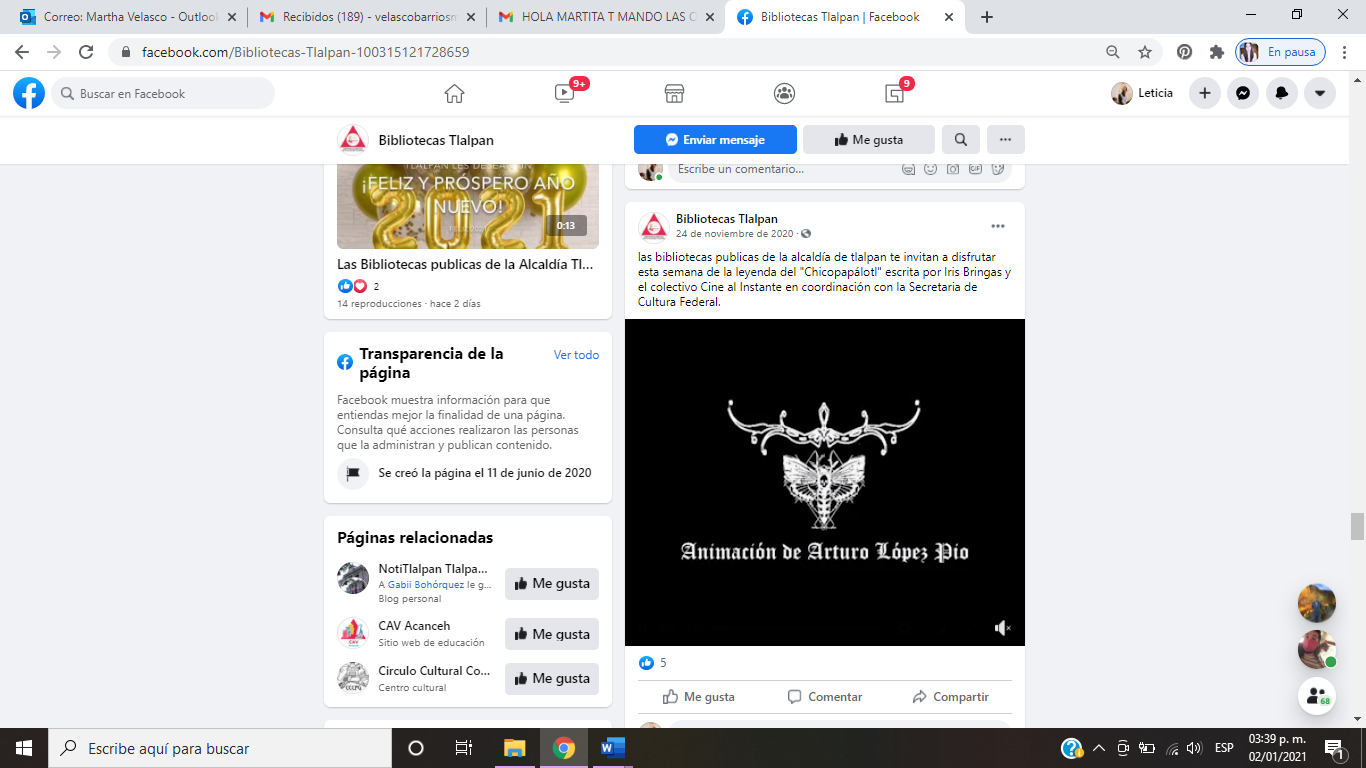 Correo: Martha Velasco - Outloo
Recibidos (189) - velascobarriosm
HOLA MARTITA T MANDO LAS C
Bibliotecas Tlalpan | Facebook
facebook.com/Bibliotecas-Tlalpan-100315121728659
En pausa
Buscar en Facebook
9+
9
Leticia
Bibliotecas Tlalpan
Enviar mensaje
Me gusta
TLALPAN LES DESEAN UN
¡FELIZ Y PRÓSPERO AÑO
NUEVO!
2021
0:13
Las Bibliotecas publicas de la Alcaldía Tl...
2
14 reproducciones · hace 2 días
Transparencia de la
página
Ver todo
Facebook muestra información para que
entiendas mejor la finalidad de una página.
Consulta qué acciones realizaron las personas
que la administran y publican contenido.
Se creó la página el 11 de junio de 2020
Páginas relacionadas
NotiTlalpan Tlalpa...
A Gabii Bohórquez le g...
Blog personal
Me gusta
CAV Acanceh
Sitio web de educación
Me gusta
Circulo Cultural Co...
Centro cultural
Me gusta
Escribe un comentario...
GIF
Bibliotecas Tlalpan
24 de noviembre de 2020 ·
las bibliotecas publicas de la alcaldía de tlalpan te invitan a disfrutar
esta semana de la leyenda del "Chicopapálotl" escrita por Iris Bringas y
el colectivo Cine al Instante en coordinación con la Secretaria de
Cultura Federal.
Animación de Arturo López Pio
5
Me gusta
Comentar
Compartir
68
Escribe aquí para buscar
ESP
03:39 p. m.
02/01/2021
1